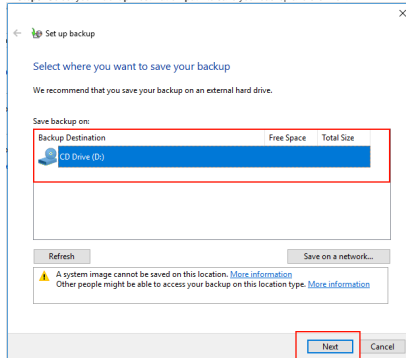 Set up backup
Select where you want to save your backup
We recommend that you save your backup on an external hard drive.
Save backup on:
Backup Destination Free Space Total Size
CD Drive (D:)
Refresh Save on a network...
A system image cannot be saved on this location. More information
Other people might be able to access your backup on this location type. More information
Next Cancel